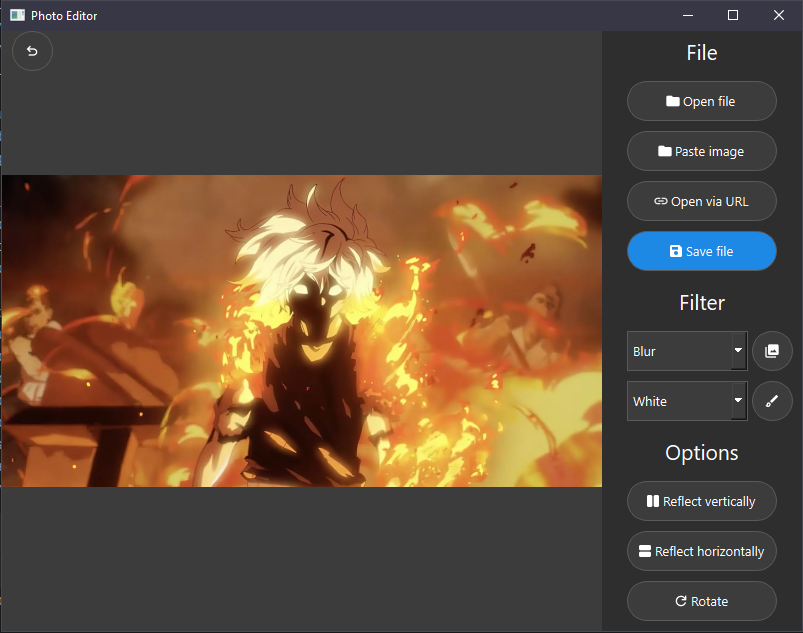 Photo Editor
File
Open file
Paste image
Open via URL
Save file
Filter
Blur
White
Options
Reflect vertically
Reflect horizontally
Rotate